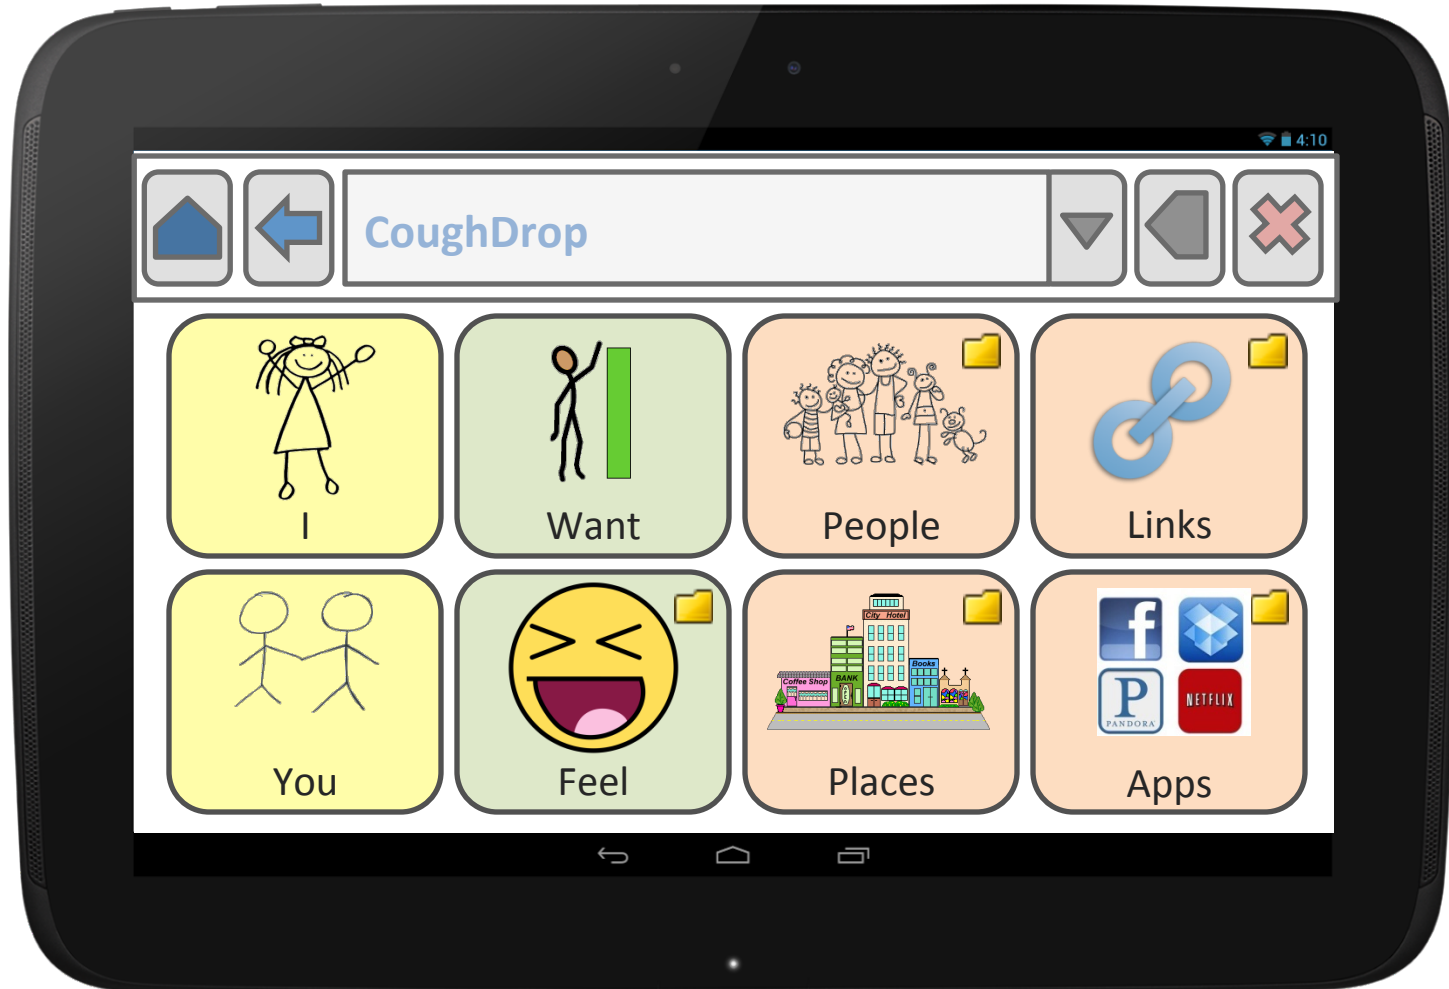 4:10
CoughDrop
I
Want
People
Links
City Hotel
Books
Coffee Shop
BANK
f
P
PANDORA
NETFLIX
You
Feel
Places
Apps